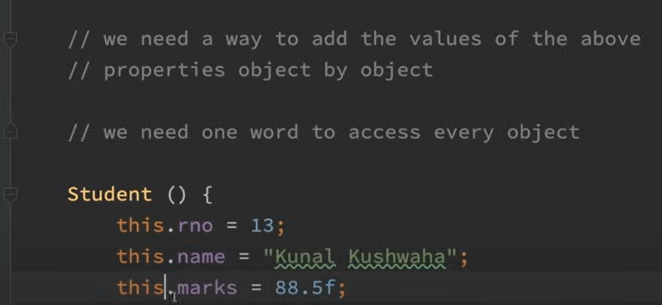 // we need a way to add the values of the above
// properties object by object
// we need one word to access every object
Student () {
this.rno = 13;
this.name = "Kunal Kushwaha";
this.marks = 88.5f;